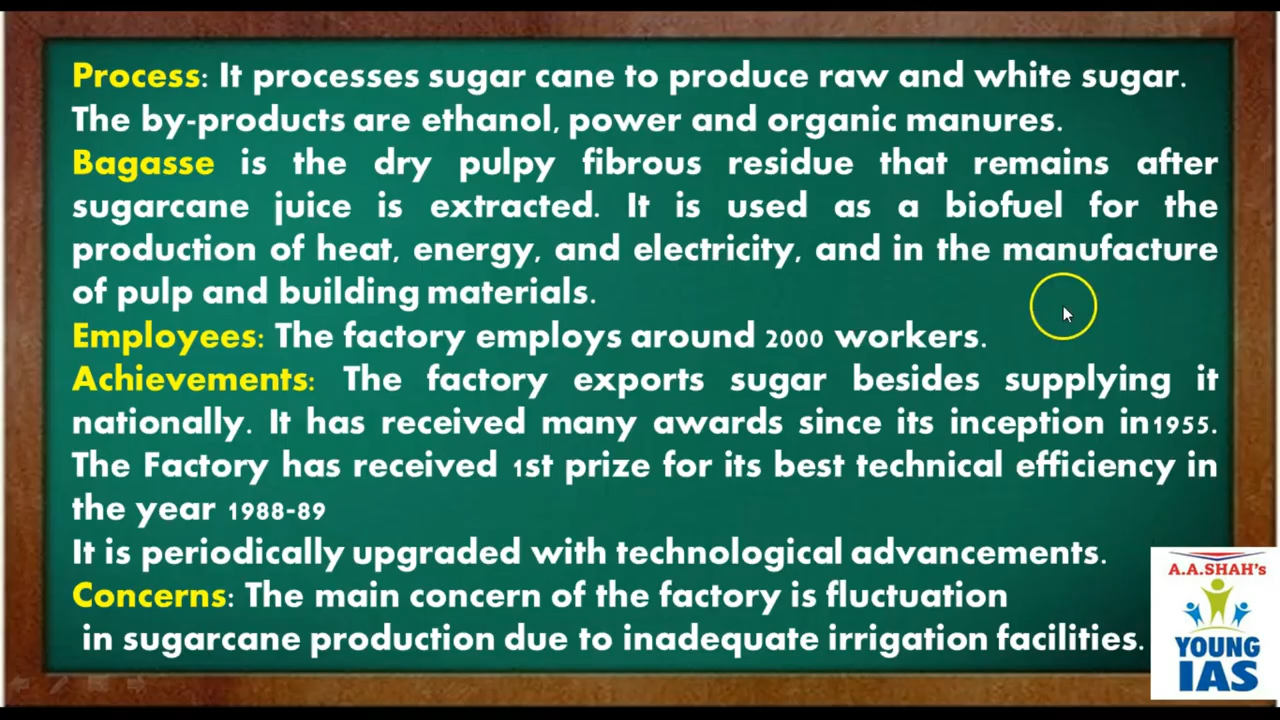 Process: It processes sugar cane to produce raw and white sugar.
The by-products are ethanol, power and organic manures.
Bagasse is the dry pulpy fibrous residue that remains after
sugarcane juice is extracted. It is used as a biofuel for the
production of heat, energy, and electricity, and in the manufacture
of pulp and building materials.
Employees: The factory employs around 2000 workers.
Achievements: The factory exports sugar besides supplying it
nationally. It has received many awards since its inception in1955.
The Factory has received 1st prize for its best technical efficiency in
the year 1988-89
It is periodically upgraded with technological advancements.
Concerns: The main concern of the factory is fluctuation
in sugarcane production due to inadequate irrigation facilities.
A.A.SHAH's
YOUNG
IAS